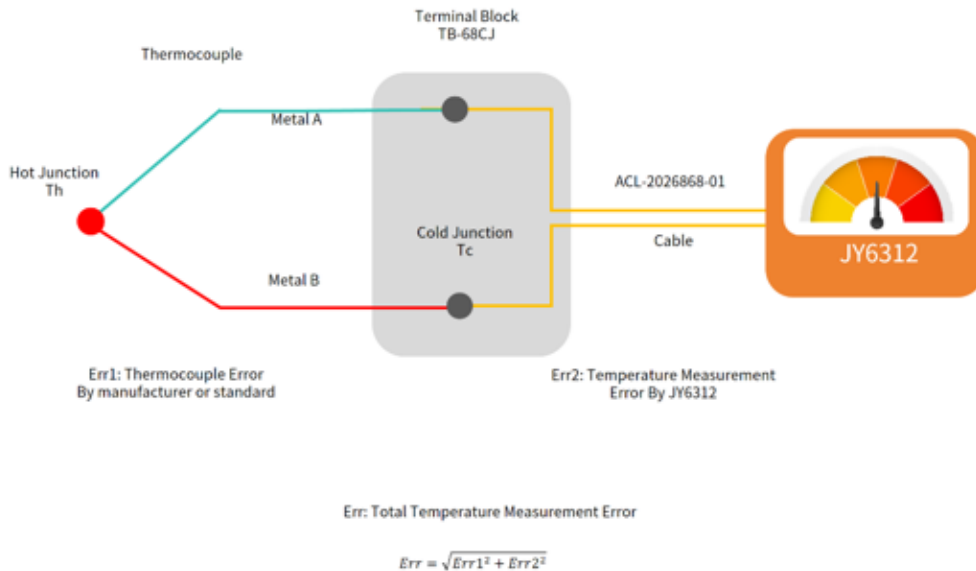 Terminal Block
TB-68CJ
Thermocouple
Metal A
Hot Junction
Th
ACL-2026868-01
Cold Junction
Tc
Cable
JY6312
Metal B
Err1: Thermocouple Error
By manufacturer or standard
Err2: Temperature Measurement
Error By JY6312
Err: Total Temperature Measurement Error
Err = √Err1² + Err2²